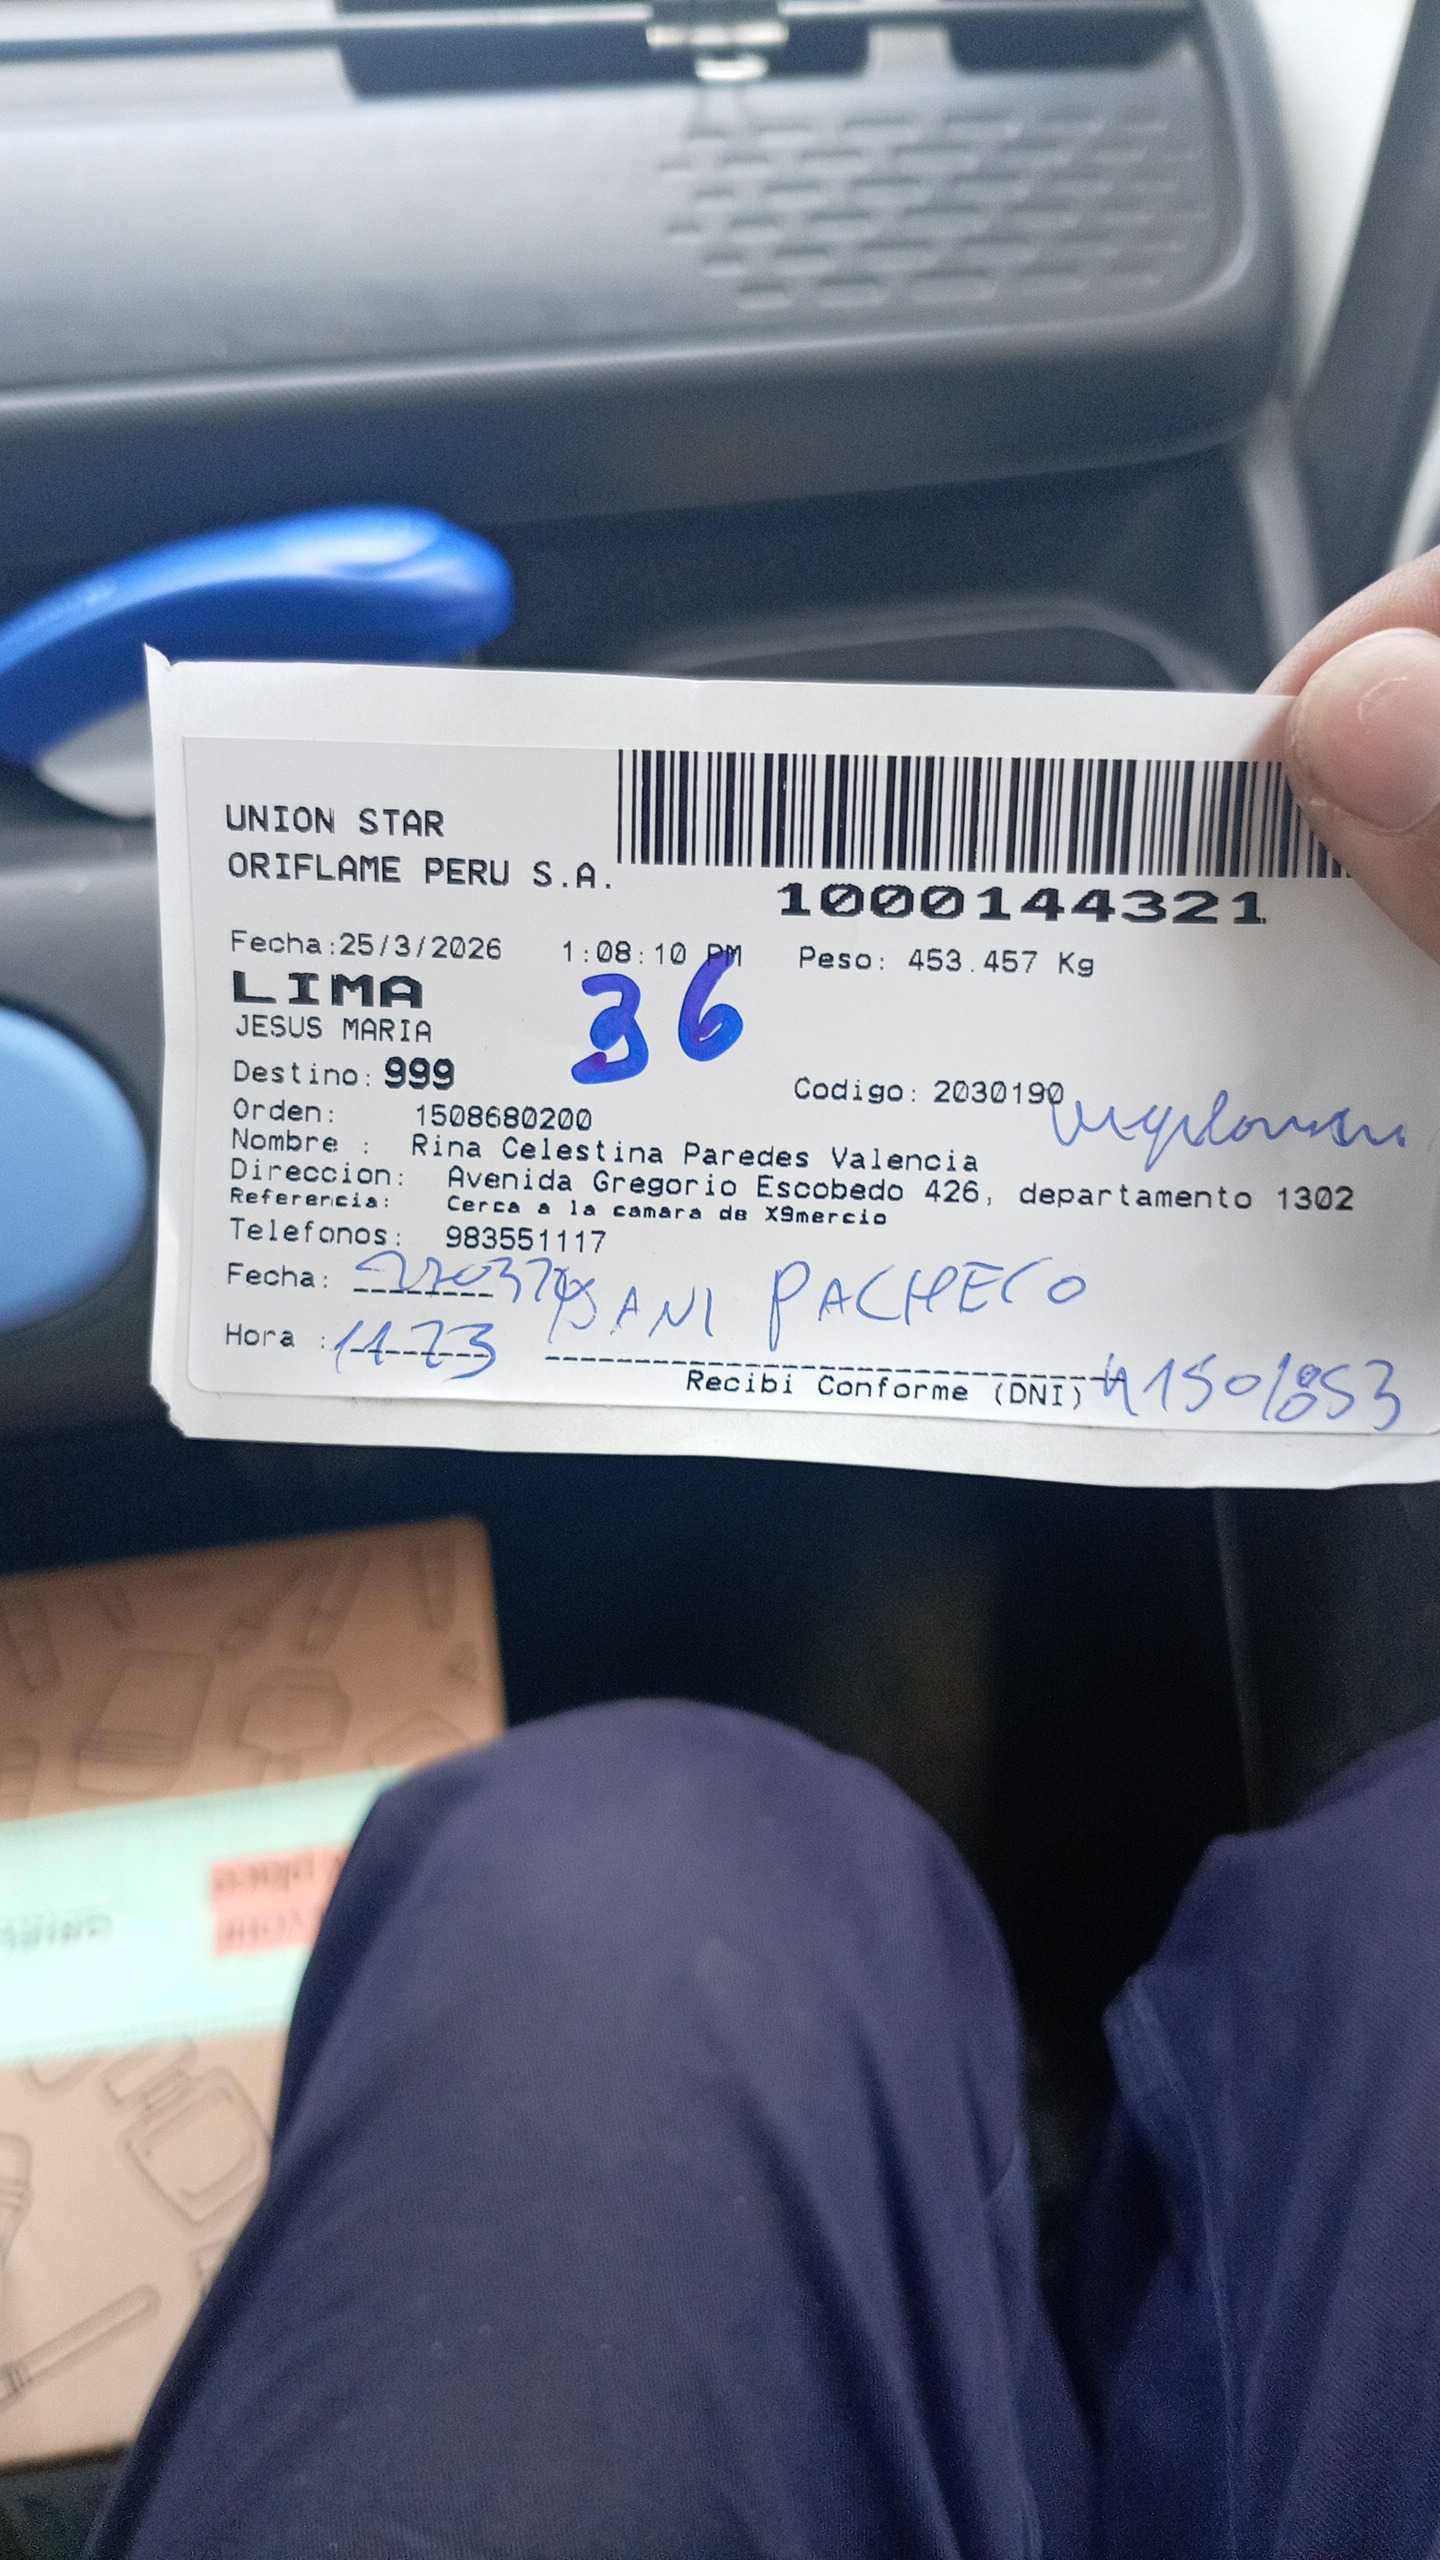 UNION STAR
ORIFLAME PERU S.A.
1000144321
Fecha:25/3/2026 1:08:10 PM Peso: 453.457 Kg
LIMA
36
JESUS MARIA
Destino: 999
Codigo: 2030190
Orden: 1508680200
Nombre : Rina Celestina Paredes Valencia
Direccion: Avenida Gregorio Escobedo 426, departamento 1302
Referencia: Cerca a la camara de X9mercio
Telefonos: 983551117
Fecha: DANI PACHECO
Hora :
Recibi Conforme (DNI) 41501853